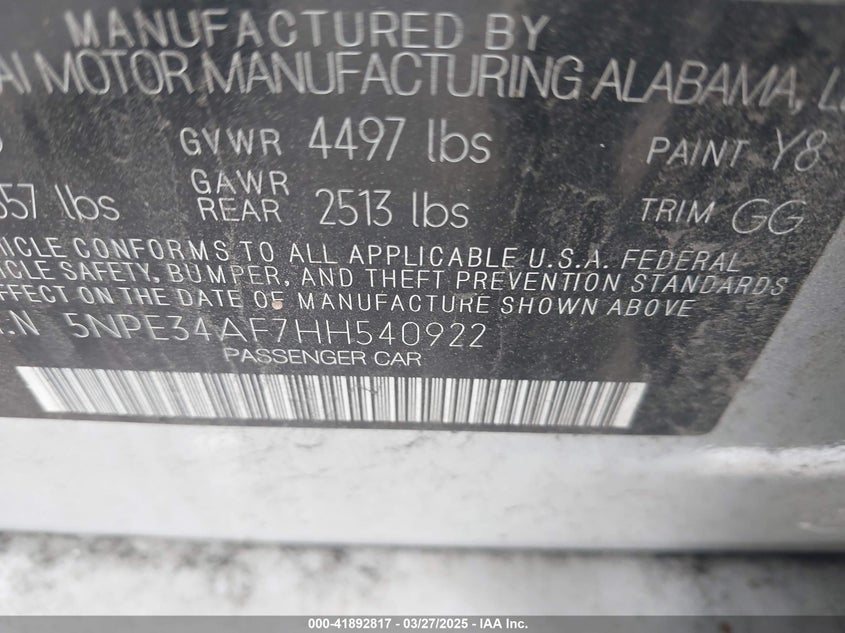 MANUFACTURED BY
AI MOTOR MANUFACTURING ALABAMA, L
GVWR 4497 lbs PAINT Y8
57 lbs GAWR REAR 2513 lbs TRIM GG
HICLE CONFORMS TO ALL APPLICABLE U.S.A. FEDERAL
ICLE SAFETY, BUMPER, AND THEFT PREVENTION STANDARDS
EFFECT ON THE DATE OF MANUFACTURE SHOWN ABOVE
I.N 5NPE34AF7HH540922
PASSENGER CAR
000-41892817 - 03/27/2025 - IAA Inc.